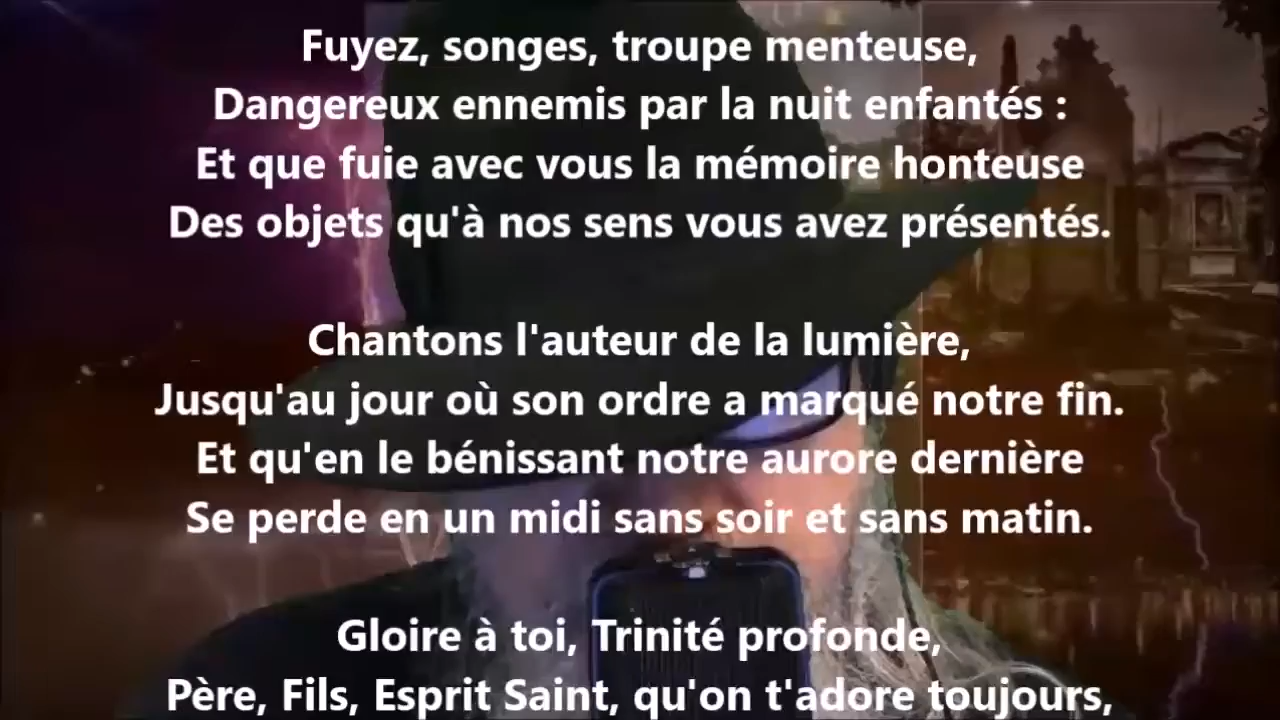 Fuyez, songes, troupe menteuse,
Dangereux ennemis par la nuit enfantés :
Et que fuie avec vous la mémoire honteuse
Des objets qu'à nos sens vous avez présentés.
Chantons l'auteur de la lumière,
Jusqu'au jour où son ordre a marqué notre fin.
Et qu'en le bénissant notre aurore dernière
Se perde en un midi sans soir et sans matin.
Gloire à toi, Trinité profonde,
Père, Fils, Esprit Saint, qu'on t'adore toujours,